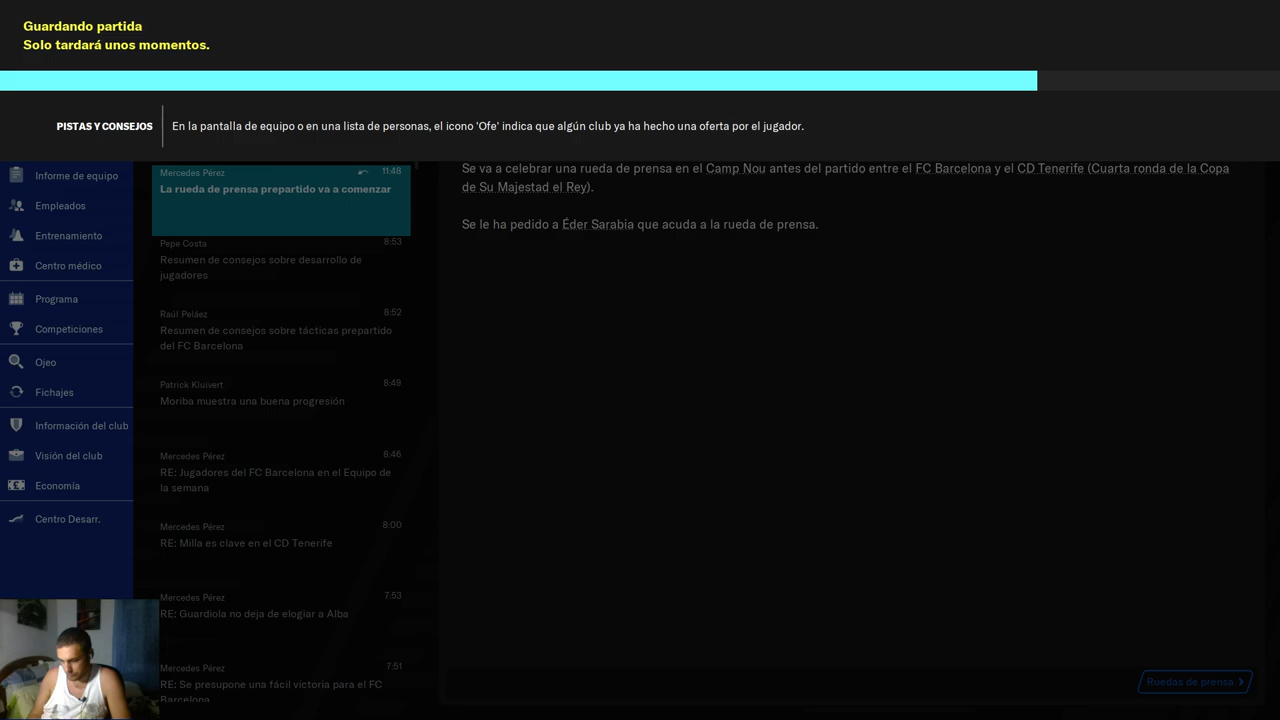 Guardando partida
Solo tardará unos momentos.
PISTAS Y CONSEJOS
En la pantalla de equipo o en una lista de personas, el icono 'Ofe' indica que algún club ya ha hecho una oferta por el jugador.
Informe de equipo
Empleados
Entrenamiento
Centro médico
Programa
Competiciones
Ojeo
Fichajes
Información del club
Visión del club
Economía
Centro Desarr.
Mercedes Pérez 11:48
La rueda de prensa prepartido va a comenzar
Pepe Costa 8:53
Resumen de consejos sobre desarrollo de
jugadores
Raúl Peláez 8:52
Resumen de consejos sobre tácticas prepartido
del FC Barcelona
Patrick Kluivert 8:49
Moriba muestra una buena progresión
Mercedes Pérez 8:46
RE: Jugadores del FC Barcelona en el Equipo de
la semana
Mercedes Pérez 8:00
RE: Milla es clave en el CD Tenerife
Mercedes Pérez 7:53
RE: Guardiola no deja de elogiar a Alba
Mercedes Pérez 7:51
RE: Se presupone una fácil victoria para el FC
Barcelona
Se va a celebrar una rueda de prensa en el Camp Nou antes del partido entre el FC Barcelona y el CD Tenerife (Cuarta ronda de la Copa
de Su Majestad el Rey).
Se le ha pedido a Éder Sarabia que acuda a la rueda de prensa.
Ruedas de prensa